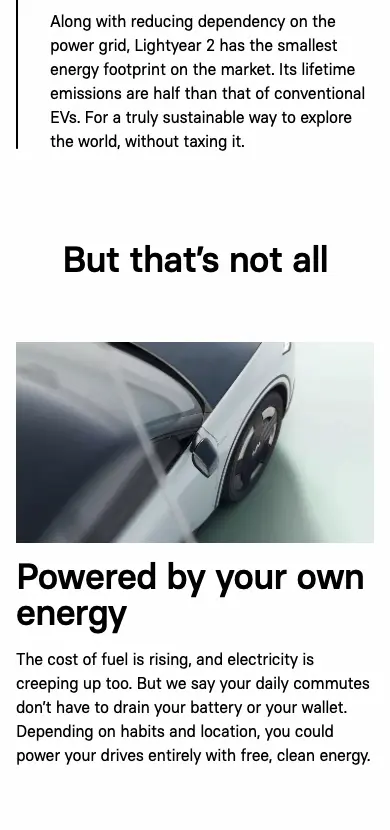 Along with reducing dependency on the
power grid, Lightyear 2 has the smallest
energy footprint on the market. Its lifetime
emissions are half than that of conventional
EVs. For a truly sustainable way to explore
the world, without taxing it.
But that's not all
Powered by your own
energy
The cost of fuel is rising, and electricity is
creeping up too. But we say your daily commutes
don't have to drain your battery or your wallet.
Depending on habits and location, you could
power your drives entirely with free, clean energy.